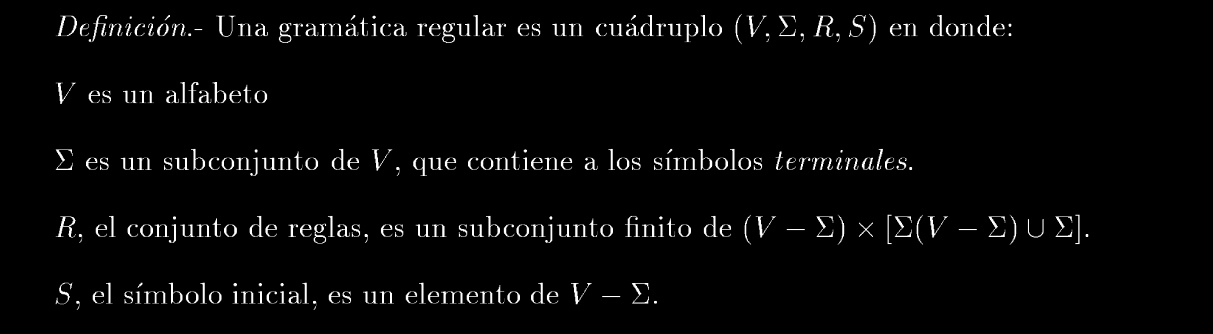 Definición.- Una gramática regular es un cuádruplo (V, Σ, R, S) en donde:
V es un alfabeto
Σ es un subconjunto de V, que contiene a los símbolos terminales.
R, el conjunto de reglas, es un subconjunto finito de (V − Σ) × [Σ(V − Σ) ∪ Σ].
S, el símbolo inicial, es un elemento de V − Σ.